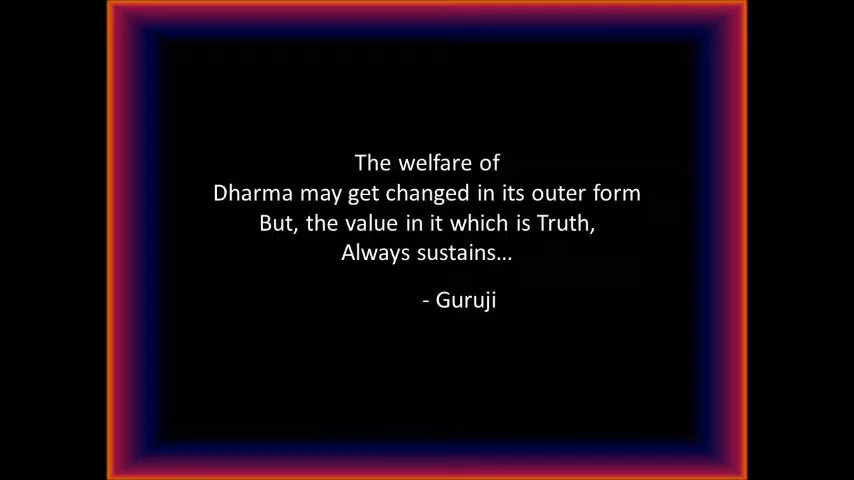 The welfare of
Dharma may get changed in its outer form
But, the value in it which is Truth,
Always sustains...
- Guruji